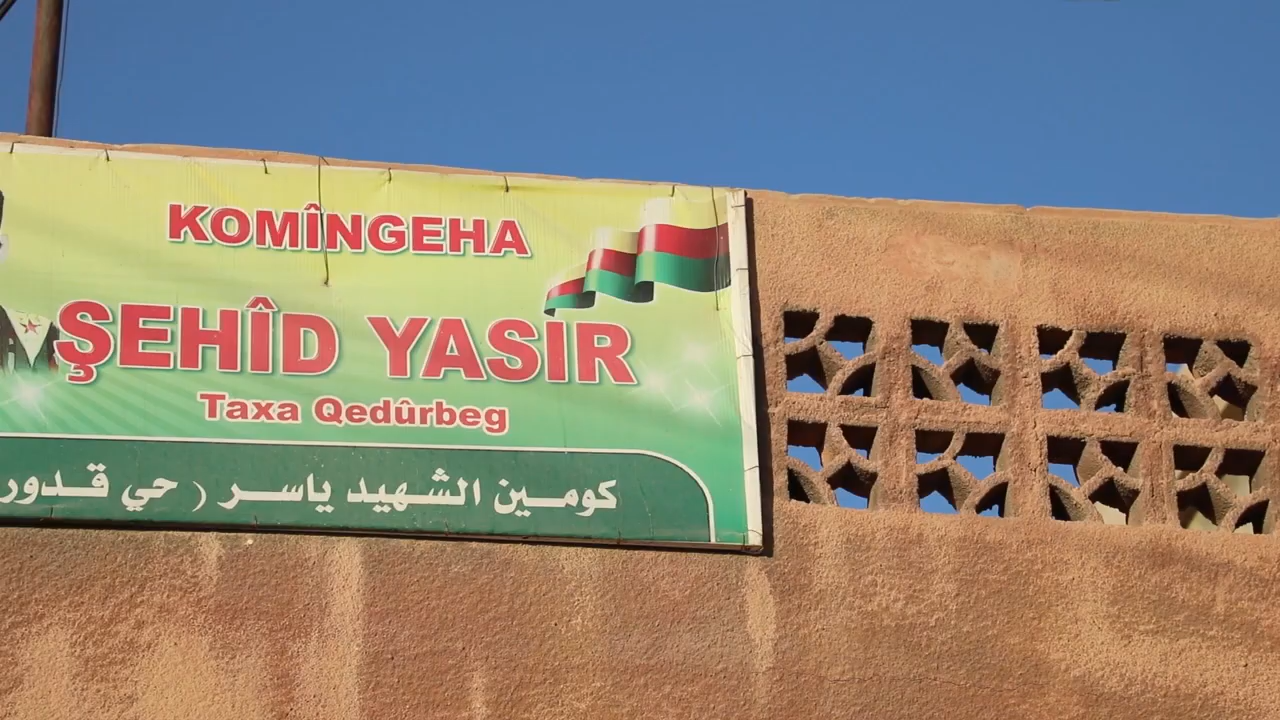 KOMÎNGEHA
ŞEHÎD YASIR
Taxa Qedûrbeg
كومين الشهيد ياسر ( حي قدور